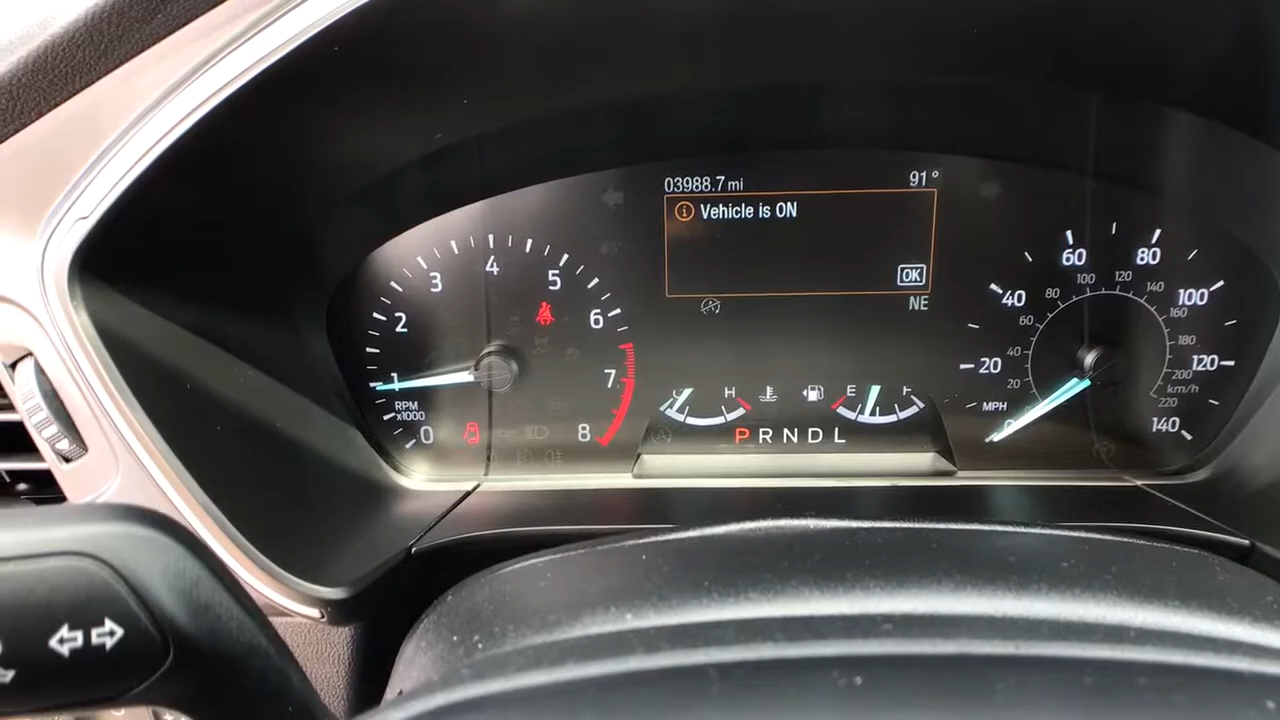 03988.7 mi 91°
Vehicle is ON
OK
NE
0 1 2 3 4 5 6 7 8
RPM
x1000
H
E F
PRNDL
20 40 60 80 100 120 140
MPH
20 40 60 80 100 120 140 160 180 200 220
km/h